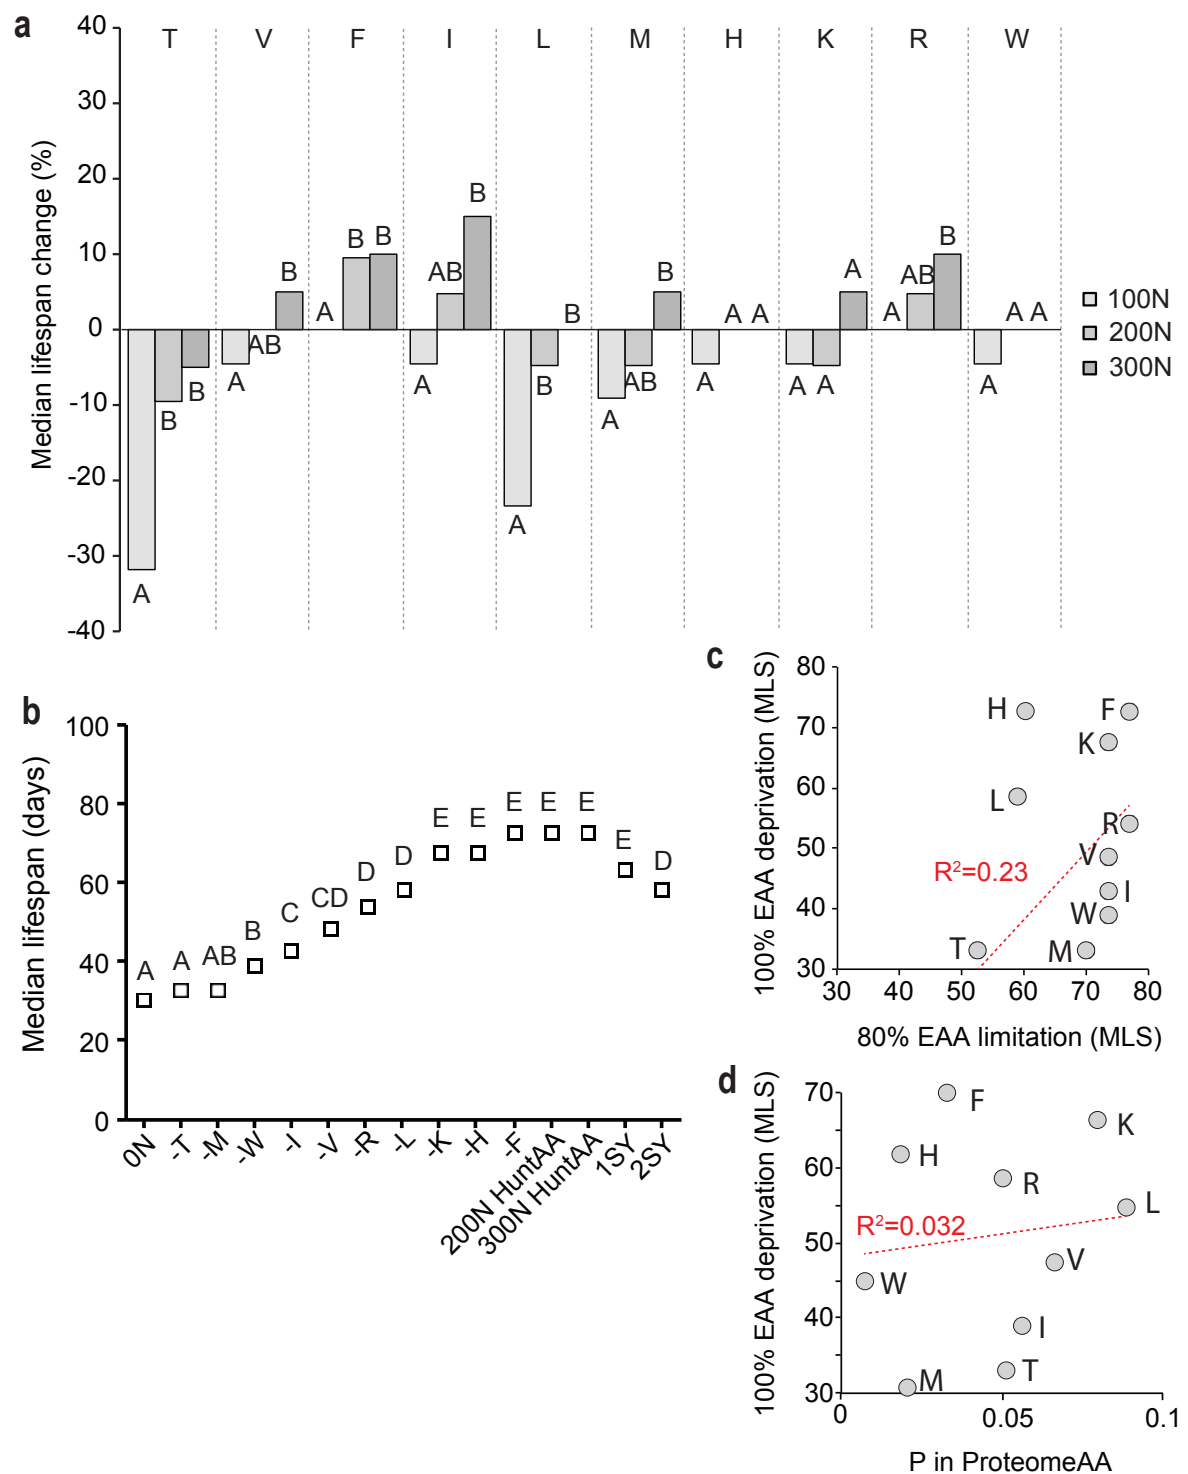 a
Median lifespan change (%)
40
30
20
10
0
-10
-20
-30
-40
T V F I L M H K R W
A B B
A AB B
A B B
A AB B
A B B
A AB B
A A A
A A A
A AB B
A A A
100N
200N
300N
b
Median lifespan (days)
100
80
60
40
20
0
A A AB B C CD D D E E E E E E D
0N -T -M -W -I -V -R -L -K -H -F 200N HuntAA 300N HuntAA 1SY 2SY
c
100% EAA deprivation (MLS)
80
70
60
50
40
30
H F
K
L
R
V
R²=0.23
I
W
T M
30 40 50 60 70 80
80% EAA limitation (MLS)
d
100% EAA deprivation (MLS)
70
60
50
40
30
F
K
H
R
L
R²=0.032
V
W
I
T
M
0 0.05 0.1
P in ProteomeAA